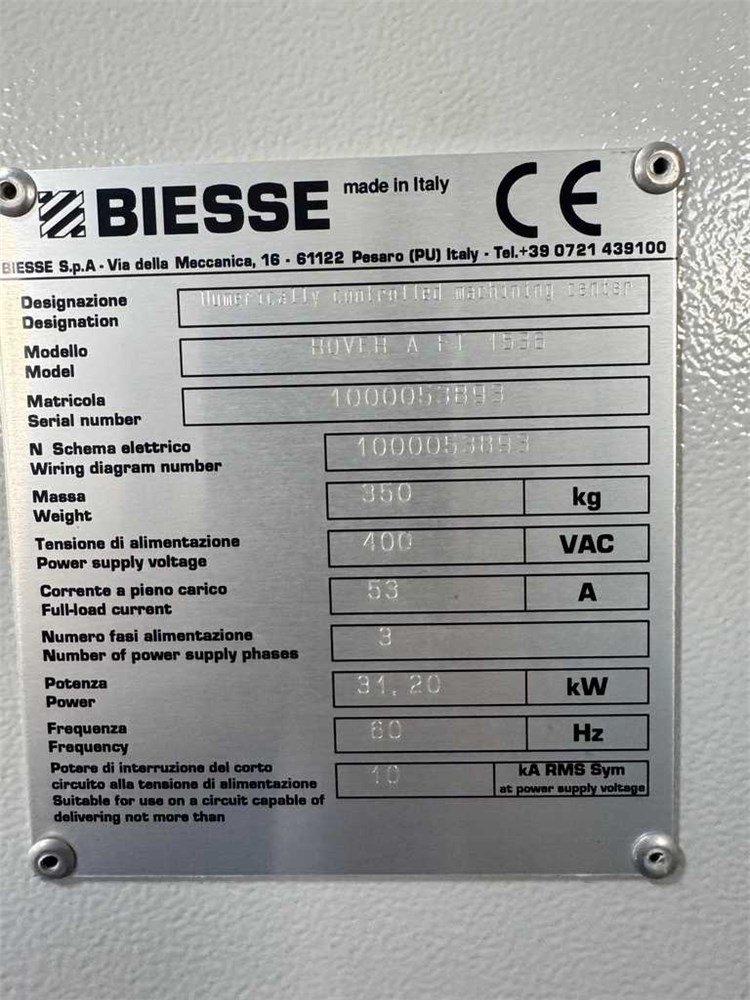 BIESSE made in Italy CE
BIESSE S.p.A - Via della Meccanica, 16 - 61122 Pesaro (PU) Italy - Tel.+39 0721 439100
Designazione
Designation
Numerically controlled machining center
Modello
Model
ROVER A FT 1536
Matricola
Serial number
1000053893
N Schema elettrico
Wiring diagram number
1000053893
Massa
Weight
350 kg
Tensione di alimentazione
Power supply voltage
400 VAC
Corrente a pieno carico
Full-load current
53 A
Numero fasi alimentazione
Number of power supply phases
3
Potenza
Power
31,20 kW
Frequenza
Frequency
60 Hz
Potere di interruzione del corto
circuito alla tensione di alimentazione
Suitable for use on a circuit capable of
delivering not more than
10 kA RMS Sym
at power supply voltage